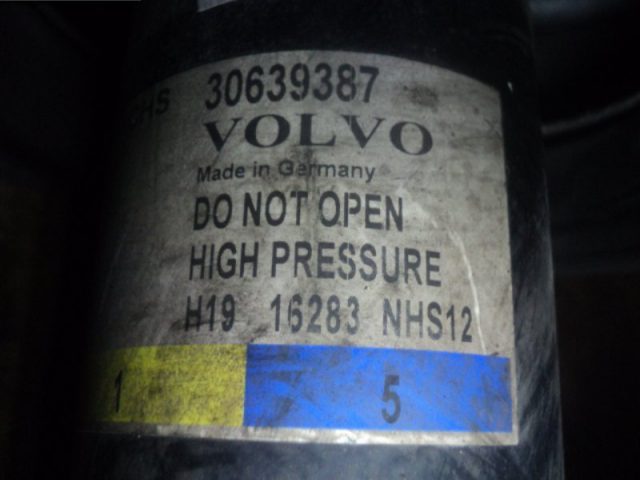 30639387
VOLVO
Made in Germany
DO NOT OPEN
HIGH PRESSURE
H19 16283 NHS12
1 5